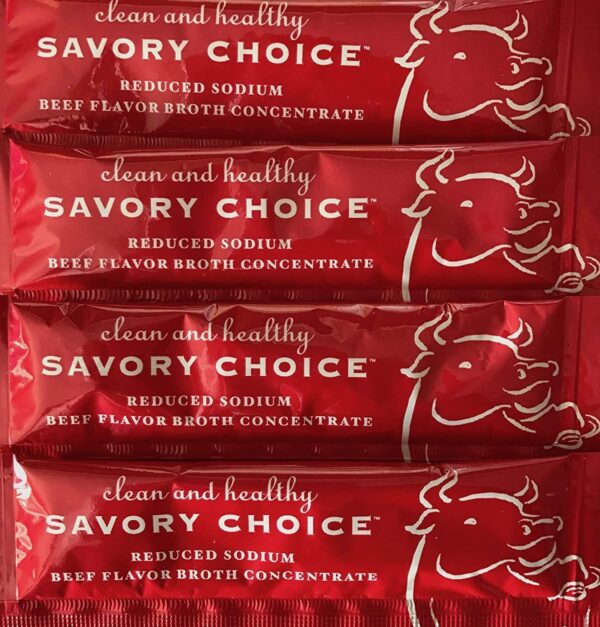 clean and healthy
SAVORY CHOICE™
REDUCED SODIUM
BEEF FLAVOR BROTH CONCENTRATE
clean and healthy
SAVORY CHOICE™
REDUCED SODIUM
BEEF FLAVOR BROTH CONCENTRATE
clean and healthy
SAVORY CHOICE™
REDUCED SODIUM
BEEF FLAVOR BROTH CONCENTRATE
clean and healthy
SAVORY CHOICE™
REDUCED SODIUM
BEEF FLAVOR BROTH CONCENTRATE